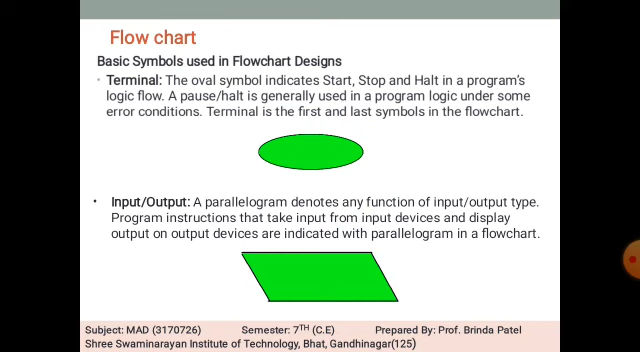 Flow chart
Basic Symbols used in Flowchart Designs
• Terminal: The oval symbol indicates Start, Stop and Halt in a program's
logic flow. A pause/halt is generally used in a program logic under some
error conditions. Terminal is the first and last symbols in the flowchart.
• Input/Output: A parallelogram denotes any function of input/output type.
Program instructions that take input from input devices and display
output on output devices are indicated with parallelogram in a flowchart.
Subject: MAD (3170726) Semester: 7TH (C.E) Prepared By: Prof. Brinda Patel
Shree Swaminarayan Institute of Technology, Bhat, Gandhinagar(125)